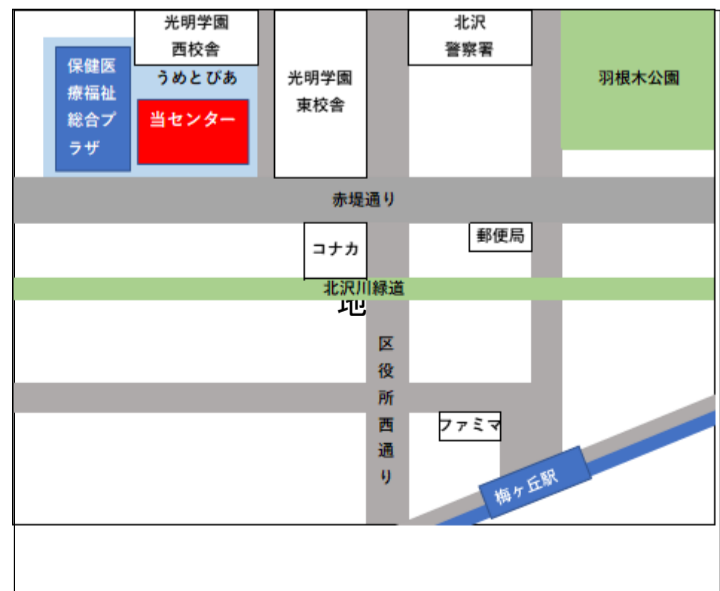 光明学園
西校舎
北沢
警察署
保健医
療福祉
総合プ
ラザ
うめとぴあ
当センター
光明学園
東校舎
羽根木公園
赤堤通り
コナカ
郵便局
北沢川緑道
地
区役所西通り
ファミマ
梅ヶ丘駅